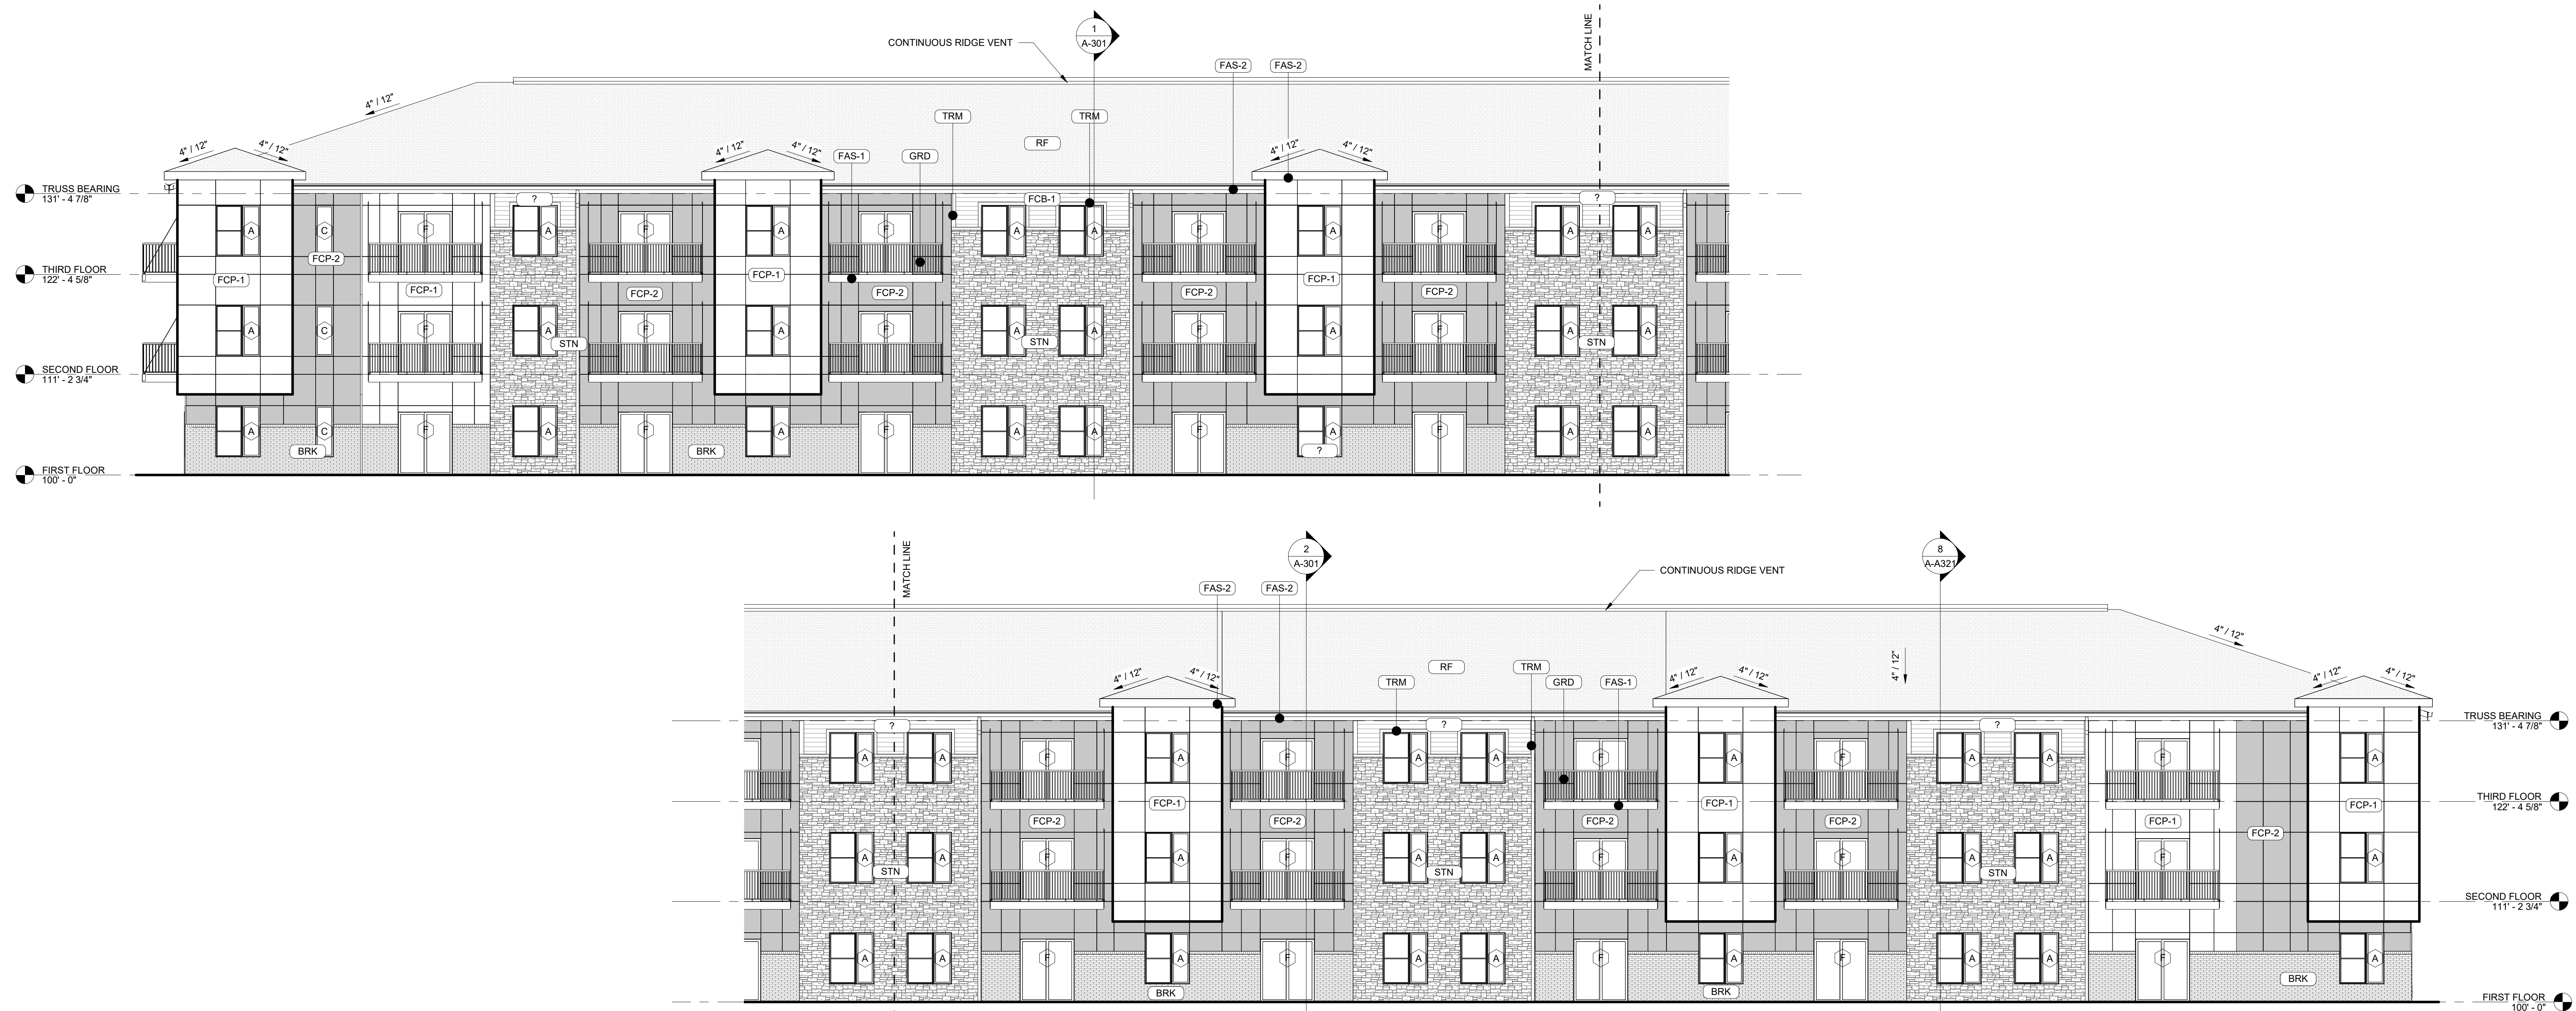 MATCH LINE
1
A-301
CONTINUOUS RIDGE VENT
FAS-2
FAS-2
4" / 12"
TRM
TRM
RF
4" / 12"
4" / 12"
4" / 12"
4" / 12"
FAS-1
GRD
4" / 12"
4" / 12"
TRUSS BEARING
131' - 4 7/8"
?
FCB-1
?
A
C
F
A
F
A
F
A
A
F
A
F
A
A
FCP-2
THIRD FLOOR
122' - 4 5/8"
FCP-1
FCP-1
FCP-2
FCP-1
FCP-2
FCP-2
FCP-1
FCP-2
A
C
F
A
F
A
F
A
A
F
A
F
A
A
STN
STN
STN
SECOND FLOOR
111' - 2 3/4"
A
C
F
A
F
A
F
A
A
F
A
F
A
A
BRK
BRK
?
FIRST FLOOR
100' - 0"
MATCH LINE
2
A-301
8
A-A321
CONTINUOUS RIDGE VENT
FAS-2
FAS-2
4" / 12"
RF
TRM
4" / 12"
4" / 12"
4" / 12"
TRM
GRD
FAS-1
4" / 12"
4" / 12"
4" / 12"
4" / 12"
TRUSS BEARING
131' - 4 7/8"
?
?
?
A
A
F
A
F
A
A
F
A
F
A
A
F
A
THIRD FLOOR
122' - 4 5/8"
FCP-1
FCP-1
FCP-1
FCP-2
FCP-2
FCP-2
FCP-2
FCP-1
FCP-2
A
A
F
A
F
A
A
F
A
F
A
A
F
A
STN
STN
STN
SECOND FLOOR
111' - 2 3/4"
A
A
F
A
F
A
A
F
A
F
A
A
F
A
BRK
BRK
BRK
FIRST FLOOR
100' - 0"